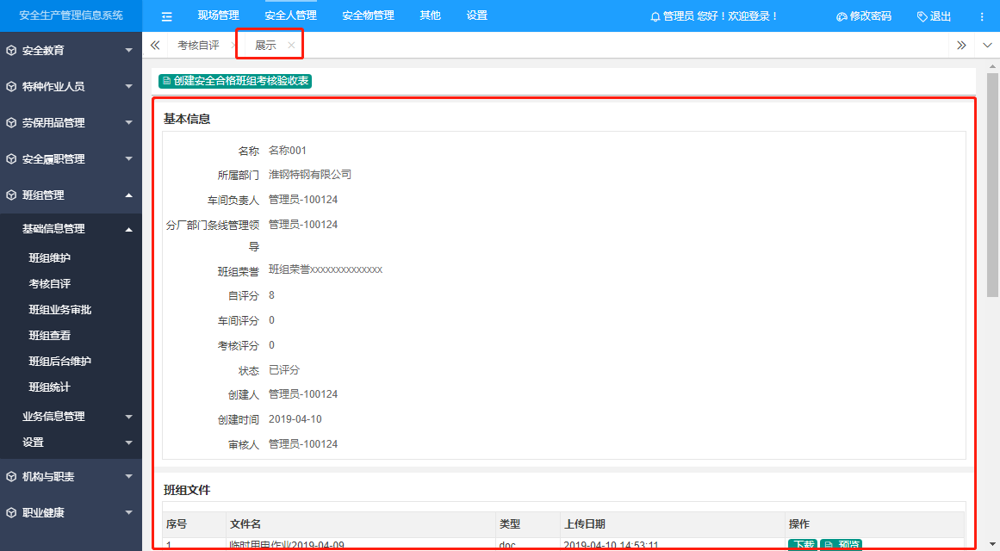 安全生产管理信息系统
现场管理 安全人管理 安全物管理 其他 设置
管理员 您好！欢迎登录！ 修改密码 退出
考核自评 展示
安全教育
特种作业人员
劳保用品管理
安全履职管理
班组管理
基础信息管理
班组维护
考核自评
班组业务审批
班组查看
班组后台维护
班组统计
业务信息管理
设置
机构与职责
职业健康
创建安全合格班组考核验收表
基本信息
名称 名称001
所属部门 淮钢特钢有限公司
车间负责人 管理员-100124
分厂部门条线管理领
导 管理员-100124
班组荣誉 班组荣誉xxxxxxxxxxxxxx
自评分 8
车间评分 0
考核评分 0
状态 已评分
创建人 管理员-100124
创建时间 2019-04-10
审核人 管理员-100124
班组文件
序号 文件名 类型 上传日期 操作
1 临时用电作业2019-04-09 doc 2019-04-10 14:53:11 下载 预览